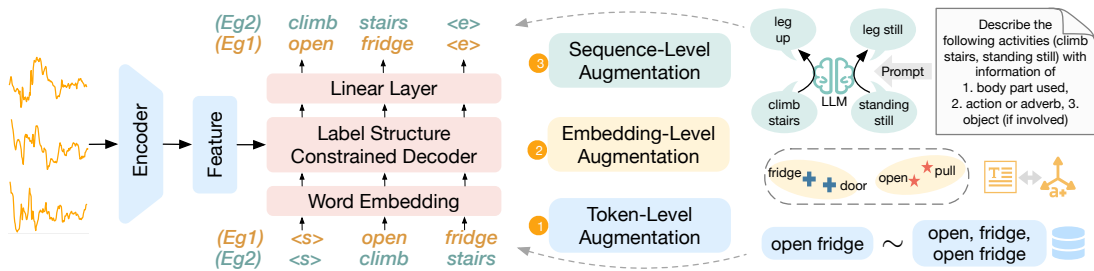 (Eg2) climb stairs <e>
(Eg1) open fridge <e>
Linear Layer
Label Structure
Constrained Decoder
Word Embedding
(Eg1) <s> open fridge
(Eg2) <s> climb stairs
Encoder
Feature
3
Sequence-Level
Augmentation
2
Embedding-Level
Augmentation
1
Token-Level
Augmentation
leg
up
leg still
LLM
climb
stairs
standing
still
Prompt
Describe the
following activities (climb
stairs, standing still) with
information of
1. body part used,
2. action or adverb, 3.
object (if involved)
fridge
door
open
pull
T
a+
open fridge
~
open, fridge,
open fridge